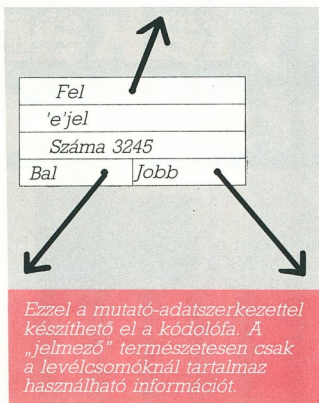 Fel
'e'jel
Száma 3245
Bal Jobb
Ezzel a mutató-adatszerkezettel
készíthető el a kódolófa. A
„jelmező” természetesen csak
a levélcsomóknál tartalmaz
használható információt.